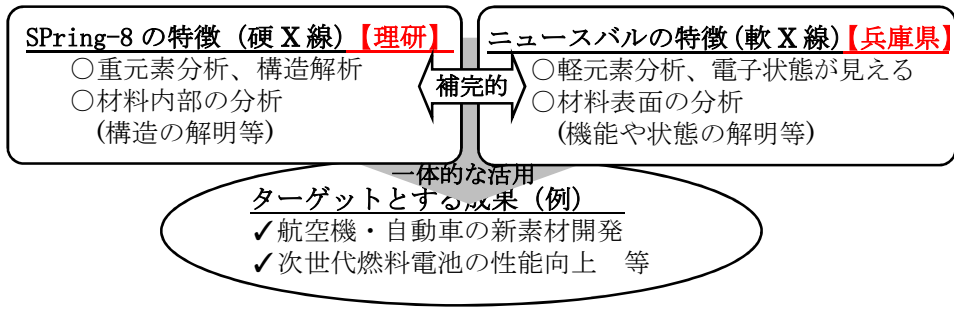 SPring-8 の特徴 (硬 X 線)【理研】
○重元素分析、構造解析
○材料内部の分析
(構造の解明等)
補完的
ニュースバルの特徴(軟 X 線)【兵庫県】
○軽元素分析、電子状態が見える
○材料表面の分析
(機能や状態の解明等)
一体的な活用
ターゲットとする成果（例）
✓航空機・自動車の新素材開発
✓次世代燃料電池の性能向上　等